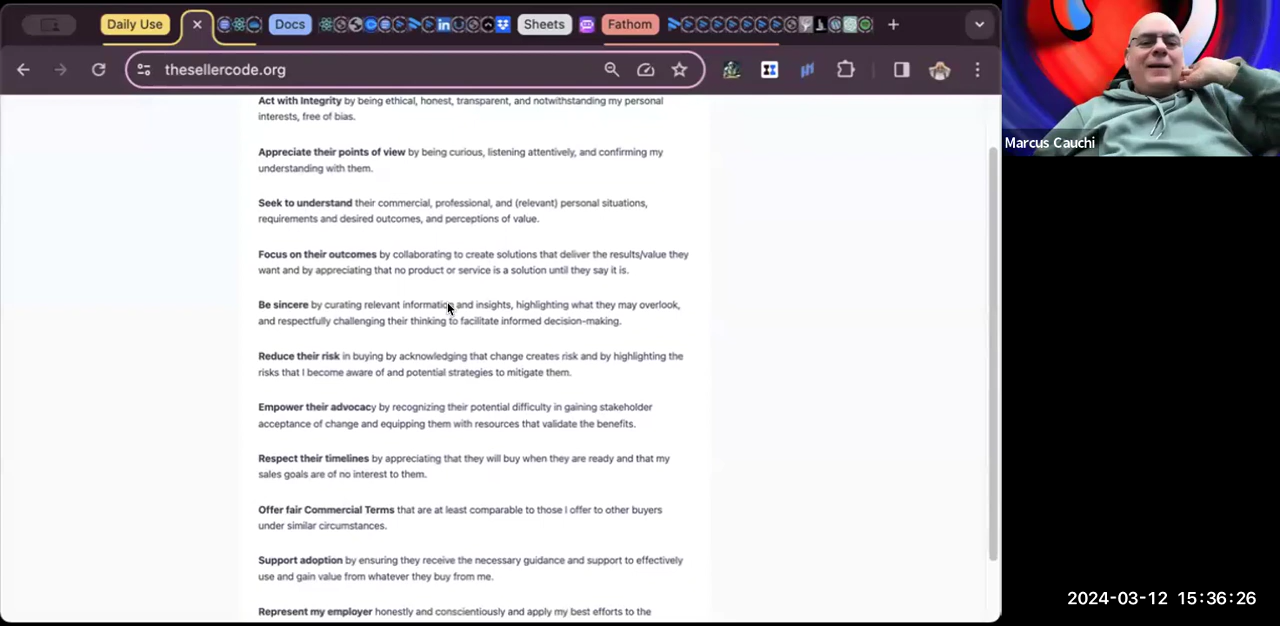 Daily Use
Docs
Sheets
Fathom
thesellercode.org
Act with Integrity by being ethical, honest, transparent, and notwithstanding my personal
interests, free of bias.
Appreciate their points of view by being curious, listening attentively, and confirming my
understanding with them.
Seek to understand their commercial, professional, and (relevant) personal situations,
requirements and desired outcomes, and perceptions of value.
Focus on their outcomes by collaborating to create solutions that deliver the results/value they
want and by appreciating that no product or service is a solution until they say it is.
Be sincere by curating relevant information and insights, highlighting what they may overlook,
and respectfully challenging their thinking to facilitate informed decision-making.
Reduce their risk in buying by acknowledging that change creates risk and by highlighting the
risks that I become aware of and potential strategies to mitigate them.
Empower their advocacy by recognizing their potential difficulty in gaining stakeholder
acceptance of change and equipping them with resources that validate the benefits.
Respect their timelines by appreciating that they will buy when they are ready and that my
sales goals are of no interest to them.
Offer fair Commercial Terms that are at least comparable to those I offer to other buyers
under similar circumstances.
Support adoption by ensuring they receive the necessary guidance and support to effectively
use and gain value from whatever they buy from me.
Represent my employer honestly and conscientiously and apply my best efforts to the
Marcus Cauchi
2024-03-12 15:36:26